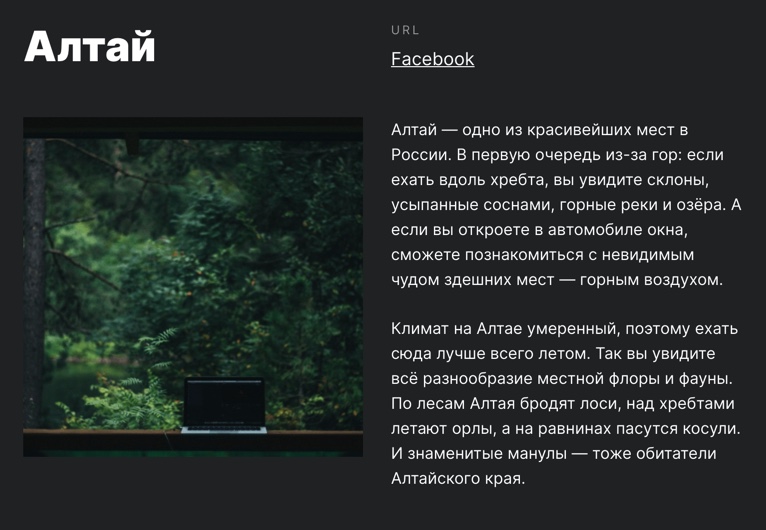 Алтай
URL
Facebook
Алтай — одно из красивейших мест в
России. В первую очередь из-за гор: если
ехать вдоль хребта, вы увидите склоны,
усыпанные соснами, горные реки и озёра. А
если вы откроете в автомобиле окна,
сможете познакомиться с невидимым
чудом здешних мест — горным воздухом.
Климат на Алтае умеренный, поэтому ехать
сюда лучше всего летом. Так вы увидите
всё разнообразие местной флоры и фауны.
По лесам Алтая бродят лоси, над хребтами
летают орлы, а на равнинах пасутся косули.
И знаменитые манулы — тоже обитатели
Алтайского края.